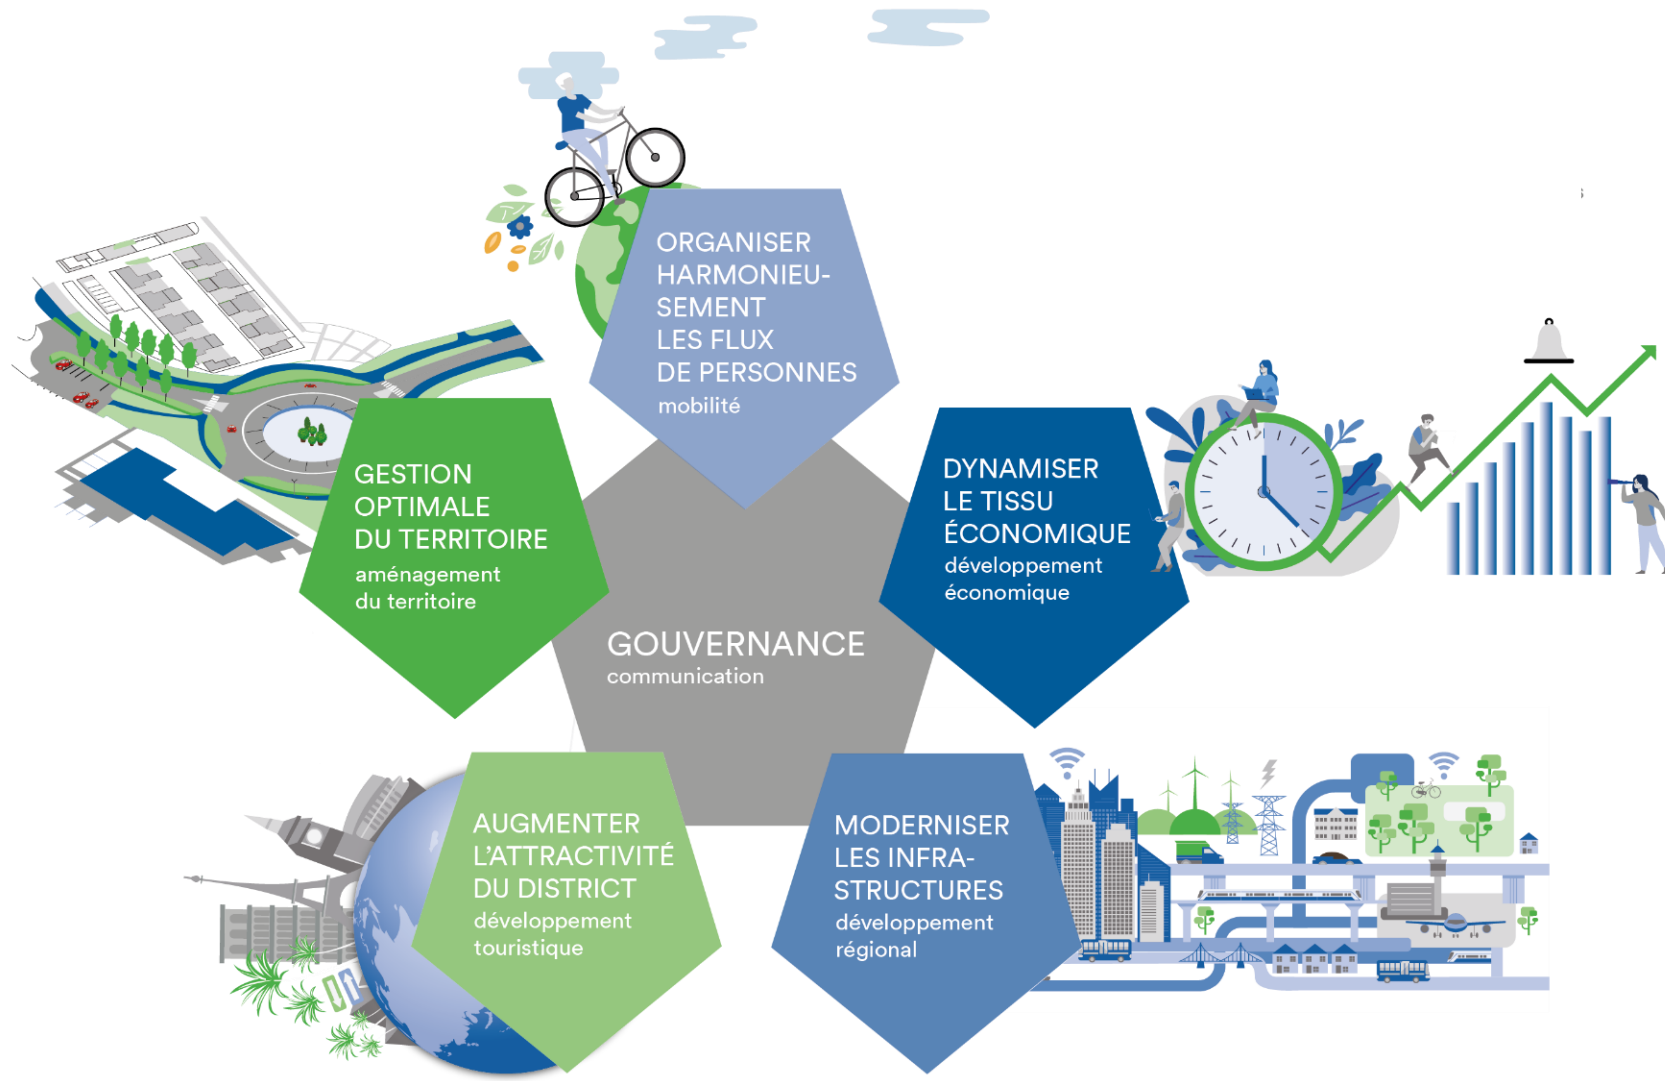 ORGANISER
HARMONIEU-
SEMENT
LES FLUX
DE PERSONNES
mobilité
GESTION
OPTIMALE
DU TERRITOIRE
aménagement
du territoire
DYNAMISER
LE TISSU
ÉCONOMIQUE
développement
économique
GOUVERNANCE
communication
AUGMENTER
L'ATTRACTIVITÉ
DU DISTRICT
développement
touristique
MODERNISER
LES INFRA-
STRUCTURES
développement
régional